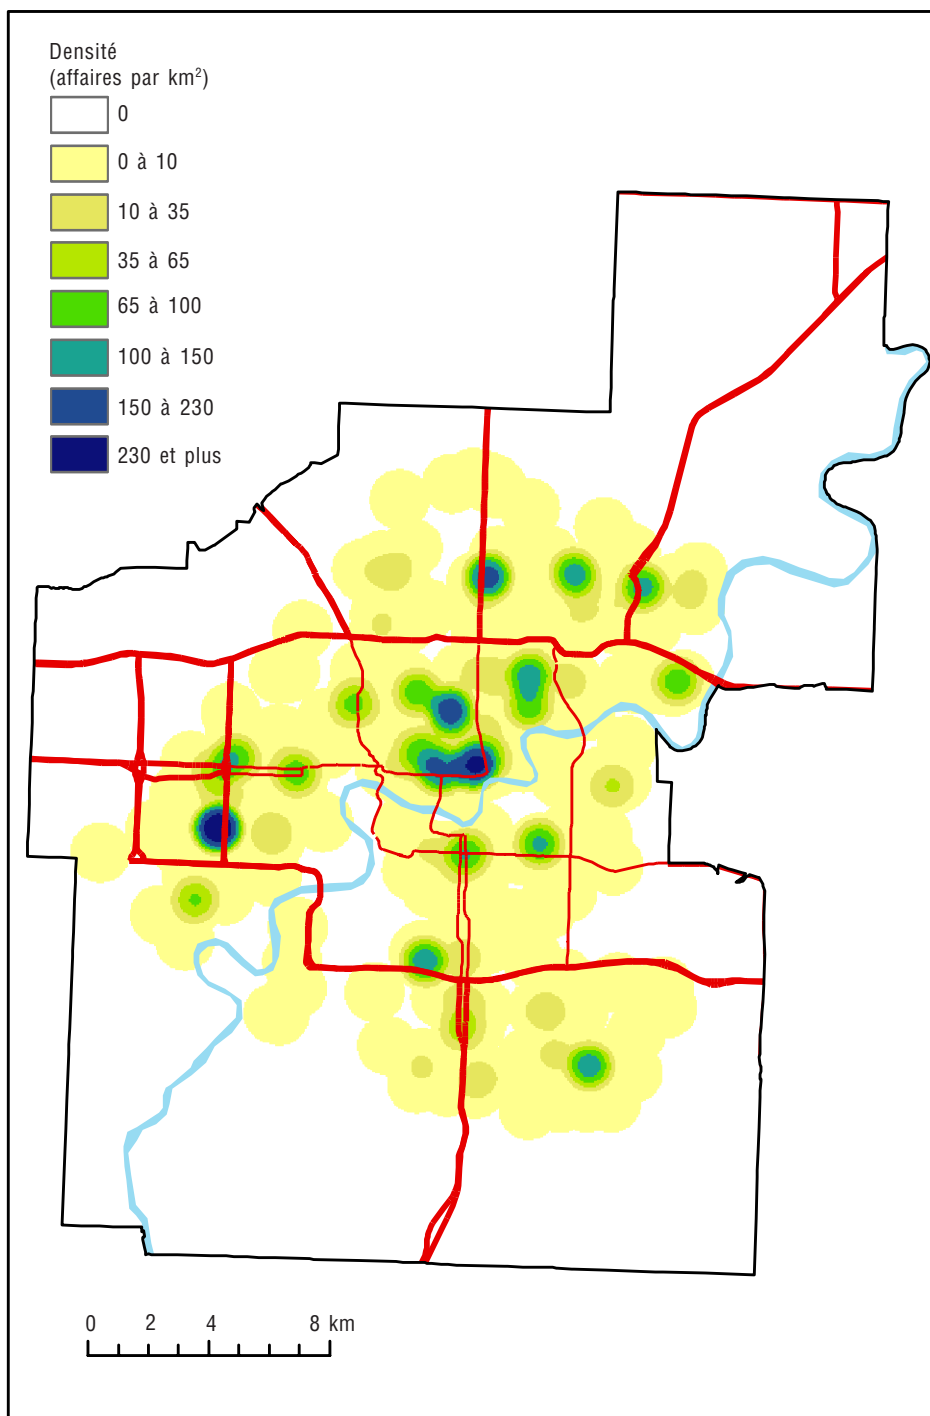 Densité
(affaires par km²)
0
0 à 10
10 à 35
35 à 65
65 à 100
100 à 150
150 à 230
230 et plus
0 2 4 8 km